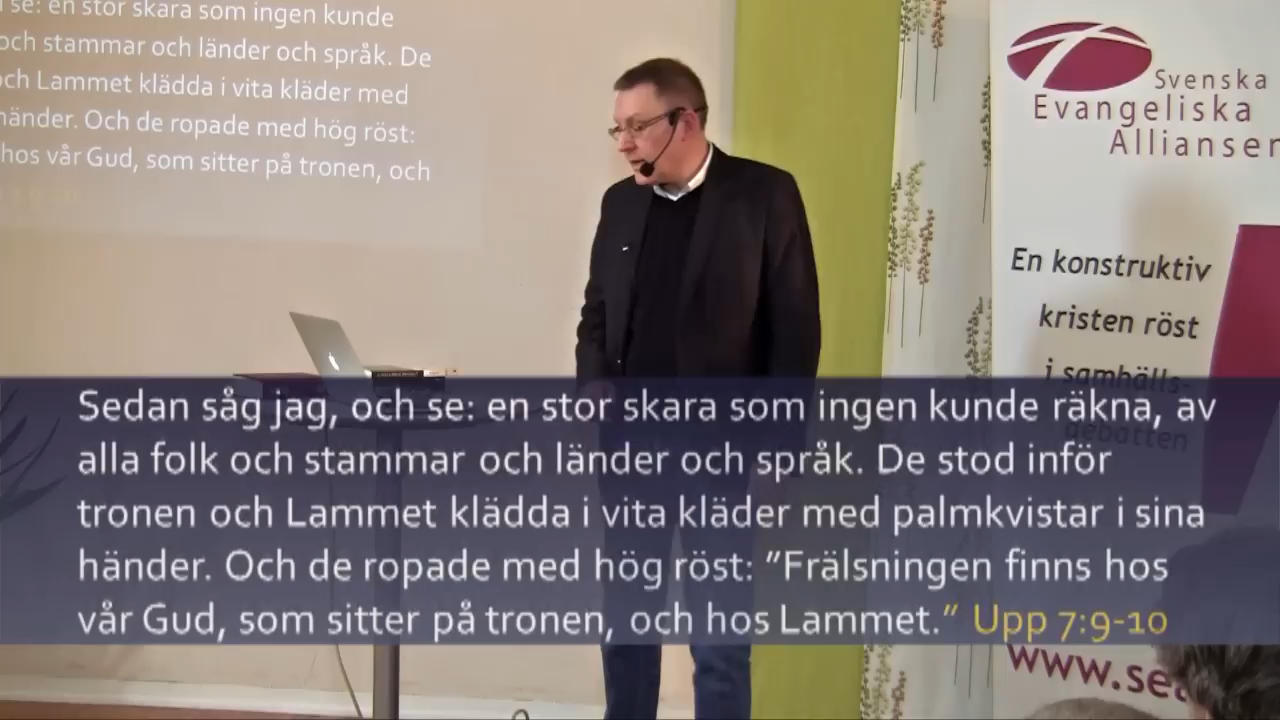 se: en stor skara som ingen kunde
och stammar och länder och språk. De
och Lammet klädda i vita kläder med
händer. Och de ropade med hög röst:
hos vår Gud, som sitter på tronen, och
Svenska
Evangeliska
Alliansen
En konstruktiv
kristen röst
i samhälls-
debatten
Sedan såg jag, och se: en stor skara som ingen kunde räkna, av
alla folk och stammar och länder och språk. De stod inför
tronen och Lammet klädda i vita kläder med palmkvistar i sina
händer. Och de ropade med hög röst: ”Frälsningen finns hos
vår Gud, som sitter på tronen, och hos Lammet.” Upp 7:9-10
www.sea